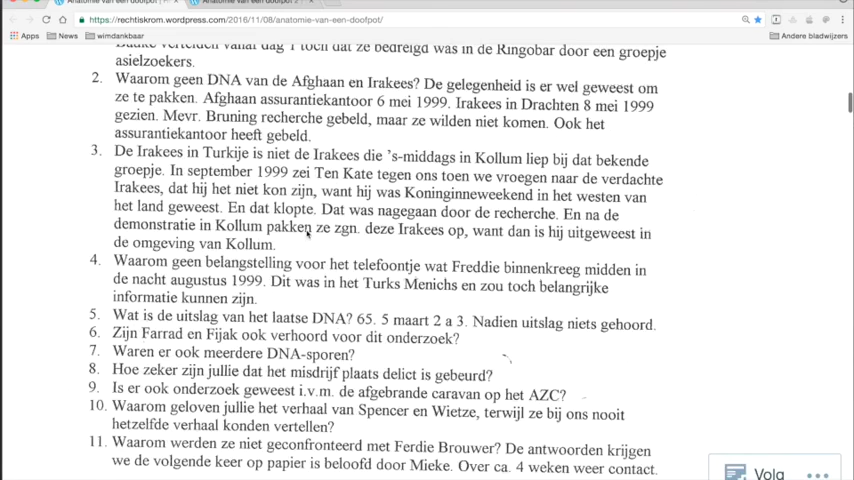 Anatomie van een doofpot |
Anatomie van een doofpot 2
https://rechtiskrom.wordpress.com/2016/11/08/anatomie-van-een-doofpot/
Apps News wimdankbaar Andere bladwijzers
vertelden vanaf dag 1 toch dat ze bedreigd was in de Ringobar door een groepje
asielzoekers.
2. Waarom geen DNA van de Afghaan en Irakees? De gelegenheid is er wel geweest om
ze te pakken. Afghaan assurantiekantoor 6 mei 1999. Irakees in Drachten 8 mei 1999
gezien. Mevr. Bruning recherche gebeld, maar ze wilden niet komen. Ook het
assurantiekantoor heeft gebeld.
3. De Irakees in Turkije is niet de Irakees die 's-middags in Kollum liep bij dat bekende
groepje. In september 1999 zei Ten Kate tegen ons toen we vroegen naar de verdachte
Irakees, dat hij het niet kon zijn, want hij was Koninginneweekend in het westen van
het land geweest. En dat klopte. Dat was nagegaan door de recherche. En na de
demonstratie in Kollum pakken ze zgn. deze Irakees op, want dan is hij uitgeweest in
de omgeving van Kollum.
4. Waarom geen belangstelling voor het telefoontje wat Freddie binnenkreeg midden in
de nacht augustus 1999. Dit was in het Turks Menichs en zou toch belangrijke
informatie kunnen zijn.
5. Wat is de uitslag van het laatse DNA? 65. 5 maart 2 a 3. Nadien uitslag niets gehoord.
6. Zijn Farrad en Fijak ook verhoord voor dit onderzoek?
7. Waren er ook meerdere DNA-sporen?
8. Hoe zeker zijn jullie dat het misdrijf plaats delict is gebeurd?
9. Is er ook onderzoek geweest i.v.m. de afgebrande caravan op het AZC?
10. Waarom geloven jullie het verhaal van Spencer en Wietze, terwijl ze bij ons nooit
hetzelfde verhaal konden vertellen?
11. Waarom werden ze niet geconfronteerd met Ferdie Brouwer? De antwoorden krijgen
we de volgende keer op papier is beloofd door Mieke. Over ca. 4 weken weer contact.
Volg